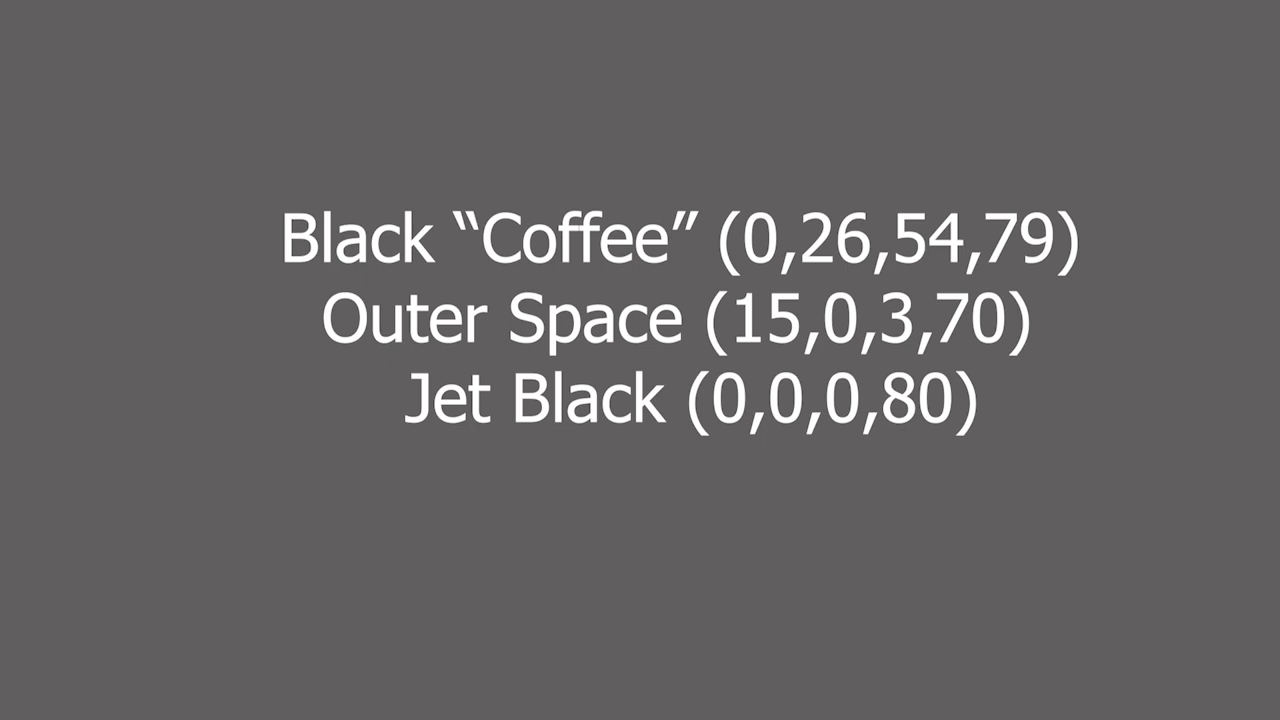 Black “Coffee” (0,26,54,79)
Outer Space (15,0,3,70)
Jet Black (0,0,0,80)